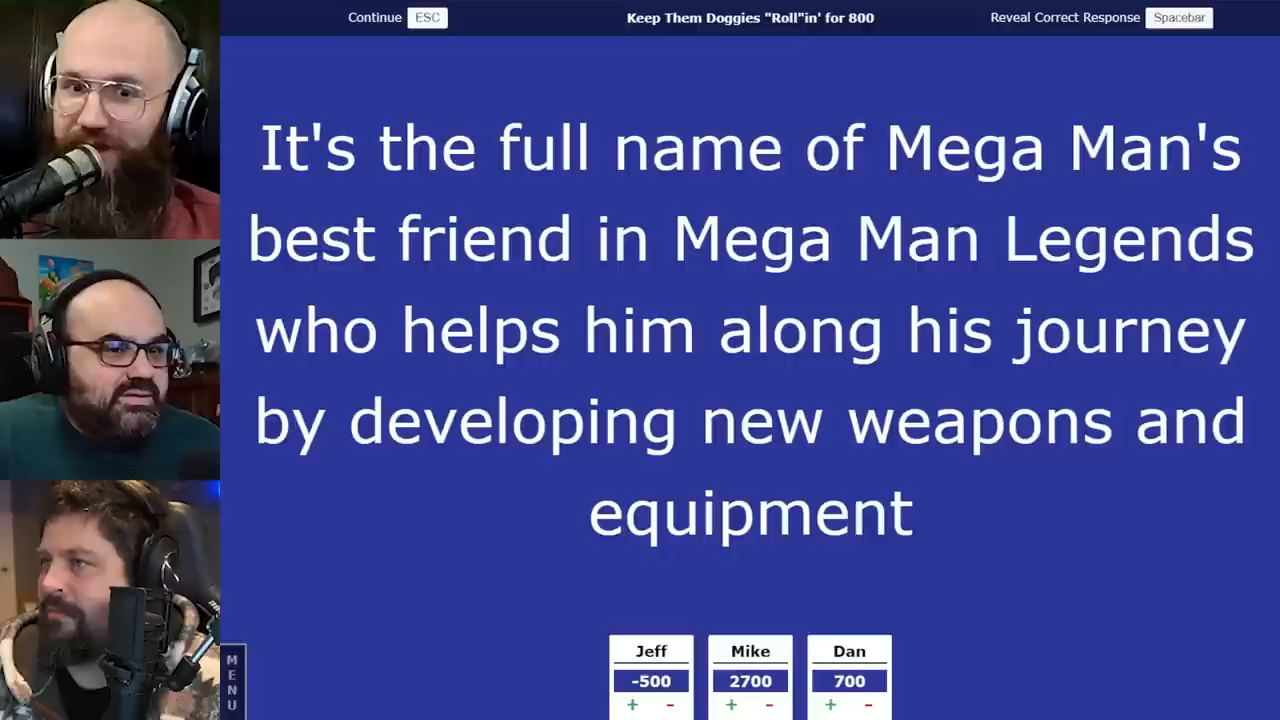 Continue ESC
Keep Them Doggies "Roll"in' for 800
Reveal Correct Response Spacebar
It's the full name of Mega Man's
best friend in Mega Man Legends
who helps him along his journey
by developing new weapons and
equipment
MENU
Jeff
-500
+ -
Mike
2700
+ -
Dan
700
+ -